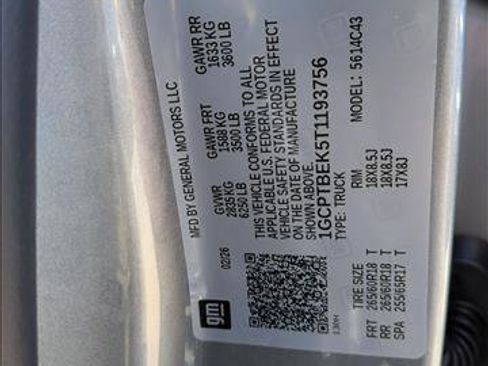 MFD BY GENERAL MOTORS LLC
02/26
GVWR
2835 KG
6250 LB
GAWR FRT
1588 KG
3500 LB
GAWR RR
1633 KG
3600 LB
THIS VEHICLE CONFORMS TO ALL
APPLICABLE U.S. FEDERAL MOTOR
VEHICLE SAFETY STANDARDS IN EFFECT
ON THE DATE OF MANUFACTURE
SHOWN ABOVE.
1GCPTBEK5T1193756
TYPE: TRUCK
MODEL: 5614C43
gm
TIRE SIZE RIM
FRT 265/60R18 T 18X8.5J
RR 265/60R18 T 18X8.5J
SPA 255/65R17 T 17X8J